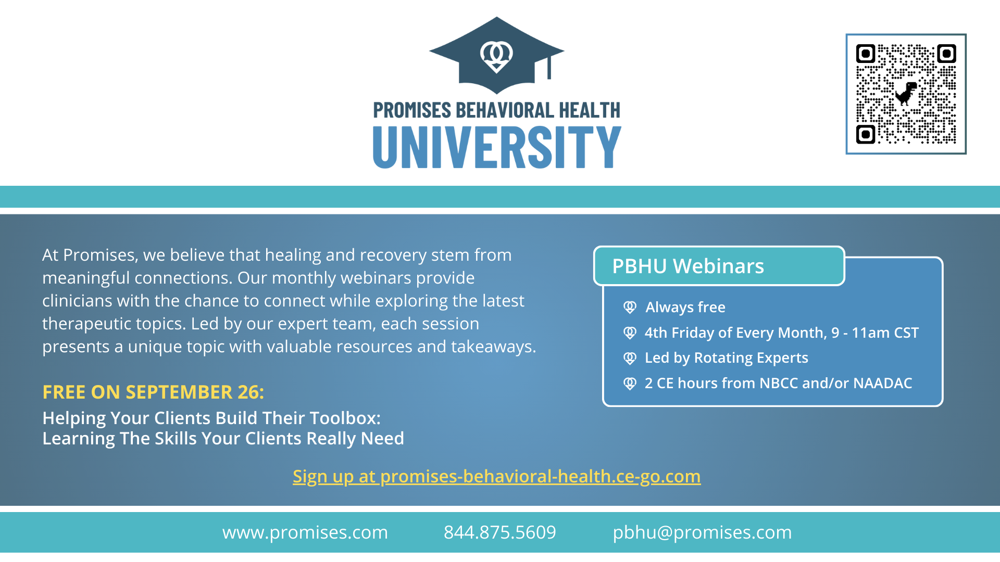 PROMISES BEHAVIORAL HEALTH
UNIVERSITY
At Promises, we believe that healing and recovery stem from
meaningful connections. Our monthly webinars provide
clinicians with the chance to connect while exploring the latest
therapeutic topics. Led by our expert team, each session
presents a unique topic with valuable resources and takeaways.
FREE ON SEPTEMBER 26:
Helping Your Clients Build Their Toolbox:
Learning The Skills Your Clients Really Need
PBHU Webinars
Always free
4th Friday of Every Month, 9 - 11am CST
Led by Rotating Experts
2 CE hours from NBCC and/or NAADAC
Sign up at promises-behavioral-health.ce-go.com
www.promises.com
844.875.5609
pbhu@promises.com